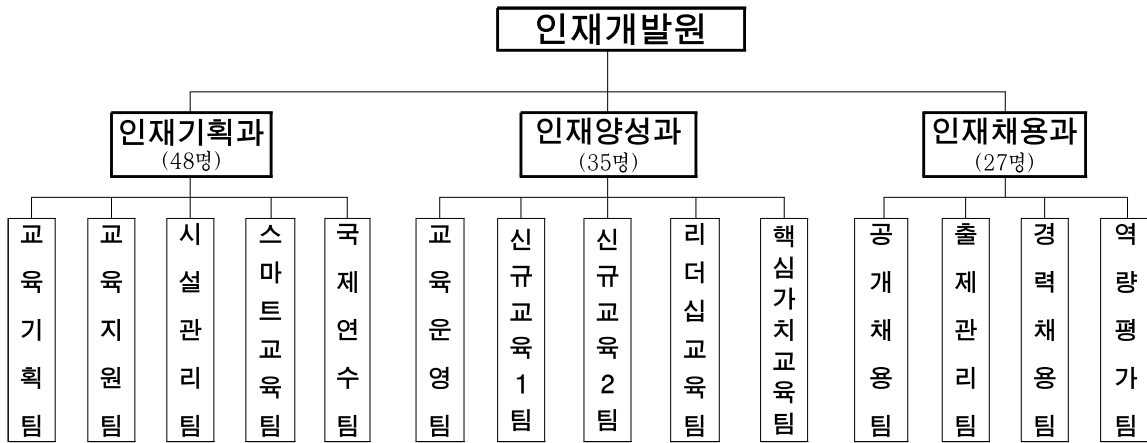 인재개발원
인재기획과
(48명)
인재양성과
(35명)
인재채용과
(27명)
교육기획팀
교육지원팀
시설관리팀
스마트교육팀
국제연수팀
교육운영팀
신규교육1팀
신규교육2팀
리더십교육팀
핵심가치교육팀
공개채용팀
출제관리팀
경력채용팀
역량평가팀